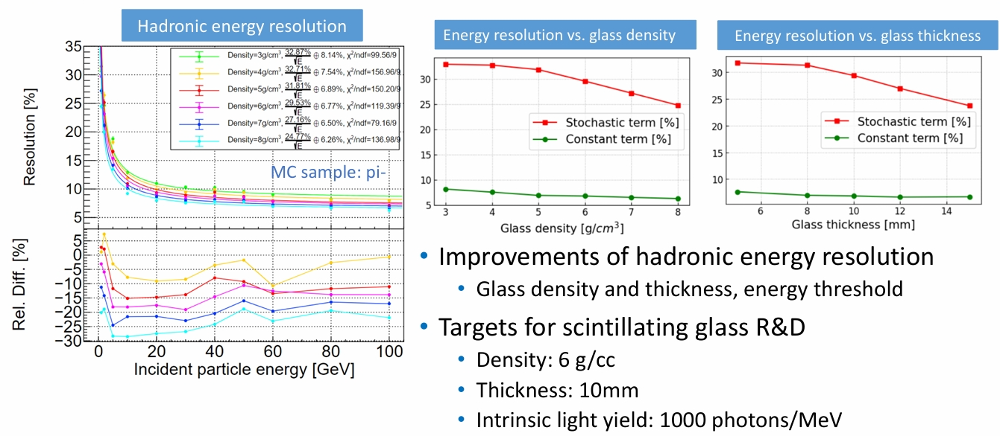 Hadronic energy resolution
Resolution [%]
35
30
25
20
15
10
5
Density=3g/cm³, 32.87%/√E ⊕ 8.14%, χ²/ndf=99.56/9
Density=4g/cm³, 32.71%/√E ⊕ 7.54%, χ²/ndf=156.96/9
Density=5g/cm³, 31.81%/√E ⊕ 6.89%, χ²/ndf=150.20/9
Density=6g/cm³, 29.53%/√E ⊕ 6.77%, χ²/ndf=119.39/9
Density=7g/cm³, 27.16%/√E ⊕ 6.50%, χ²/ndf=79.16/9
Density=8g/cm³, 24.77%/√E ⊕ 6.26%, χ²/ndf=136.98/9
MC sample: pi-
Rel. Diff. [%]
5
0
−5
−10
−15
−20
−25
−30
0 20 40 60 80 100
Incident particle energy [GeV]
Energy resolution vs. glass density
30
25
20
15
10
5
Stochastic term [%]
Constant term [%]
3 4 5 6 7 8
Glass density [g/cm³]
Energy resolution vs. glass thickness
30
25
20
15
10
Stochastic term [%]
Constant term [%]
6 8 10 12 14
Glass thickness [mm]
• Improvements of hadronic energy resolution
• Glass density and thickness, energy threshold
• Targets for scintillating glass R&D
• Density: 6 g/cc
• Thickness: 10mm
• Intrinsic light yield: 1000 photons/MeV